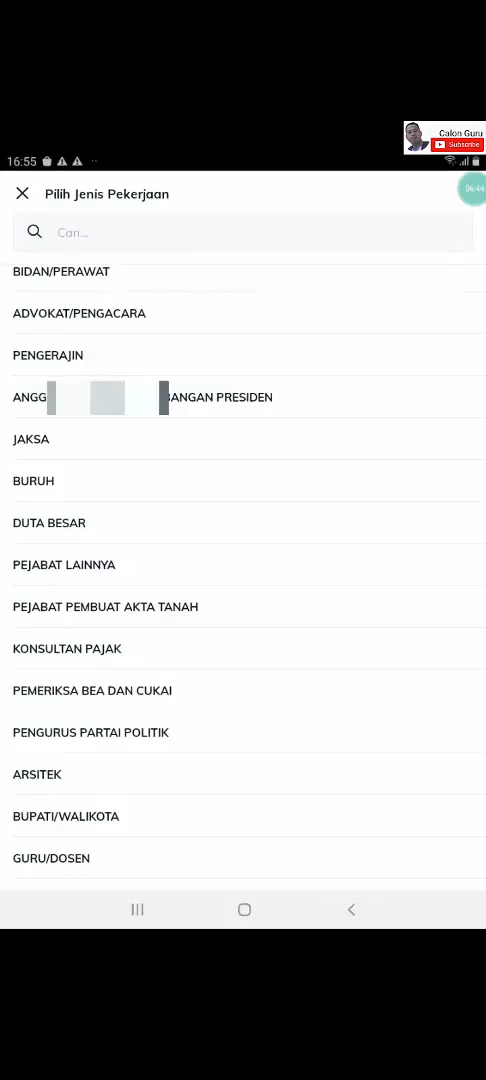 Calon Guru
Subscribe
16:55
06:44
Pilih Jenis Pekerjaan
Cari...
BIDAN/PERAWAT
ADVOKAT/PENGACARA
PENGERAJIN
PRESIDEN
JAKSA
BURUH
DUTA BESAR
PEJABAT LAINNYA
PEJABAT PEMBUAT AKTA TANAH
KONSULTAN PAJAK
PEMERIKSA BEA DAN CUKAI
PENGURUS PARTAI POLITIK
ARSITEK
BUPATI/WALIKOTA
GURU/DOSEN